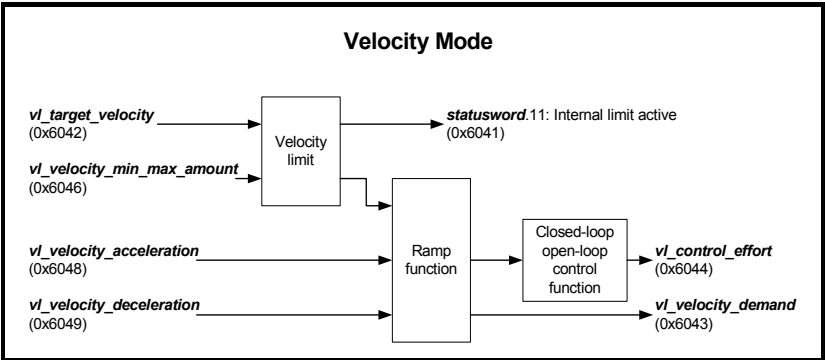 Velocity Mode
vl_target_velocity
(0x6042)
vl_velocity_min_max_amount
(0x6046)
Velocity
limit
statusword.11: Internal limit active
(0x6041)
vl_velocity_acceleration
(0x6048)
vl_velocity_deceleration
(0x6049)
Ramp
function
Closed-loop
open-loop
control
function
vl_control_effort
(0x6044)
vl_velocity_demand
(0x6043)